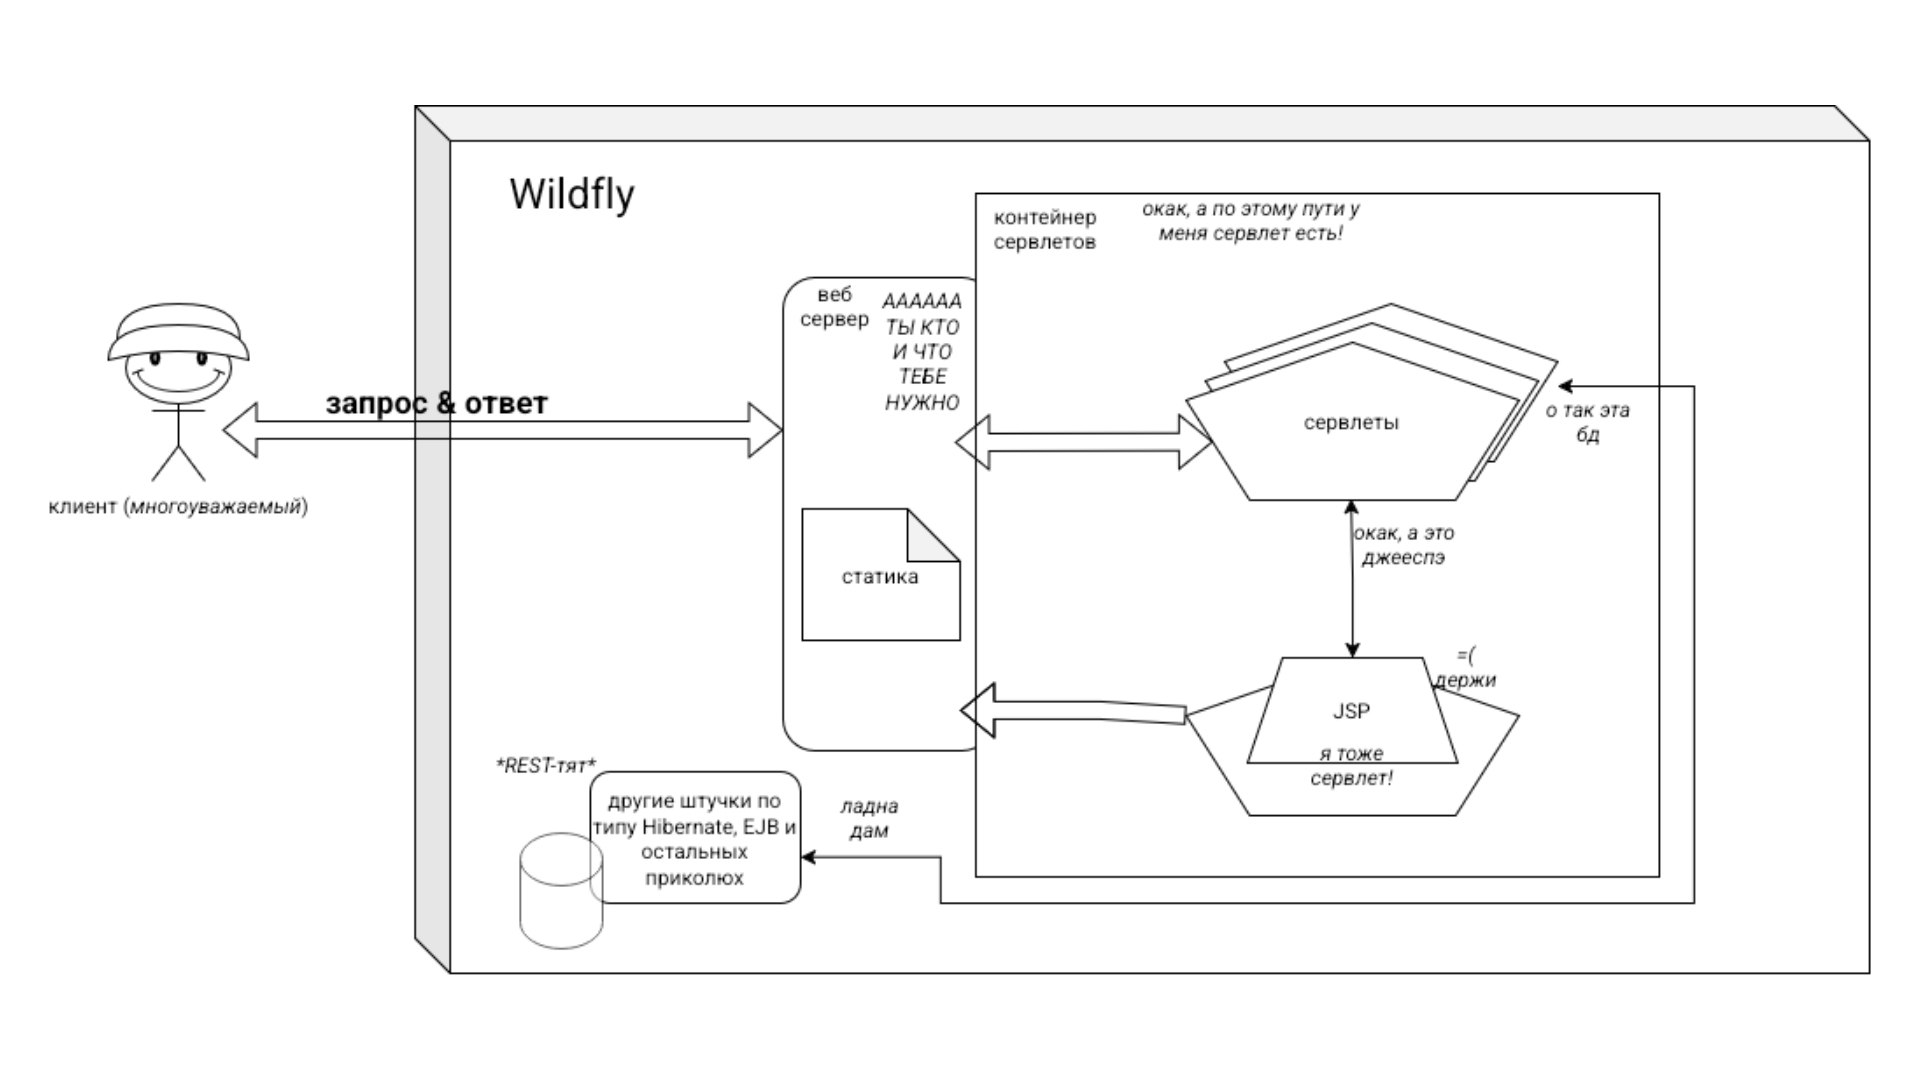 Wildfly
контейнер
сервлетов
окак, а по этому пути у
меня сервлет есть!
веб
сервер
АААААА
ТЫ КТО
И ЧТО
ТЕБЕ
НУЖНО
запрос & ответ
клиент (многоуважаемый)
сервлеты
о так эта
бд
окак, а это
джееспэ
статика
=(
держи
JSP
я тоже
сервлет!
*REST-тят*
другие штучки по
типу Hibernate, EJB и
остальных
приколюх
ладна
дам